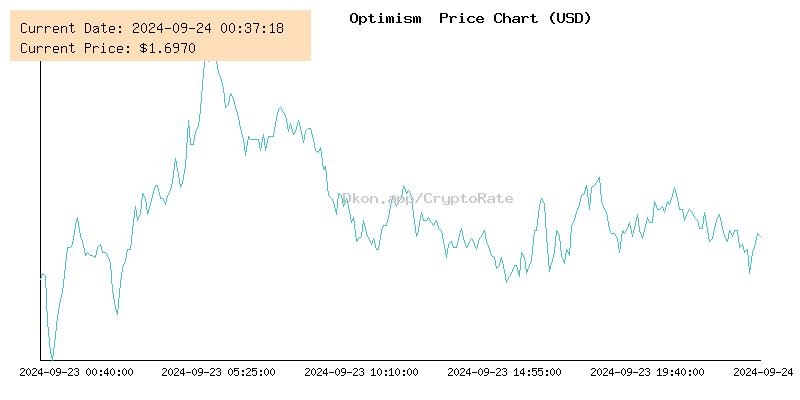 Optimism  Price Chart (USD)
Current Date: 2024-09-24 00:37:18
Current Price: $1.6970
Dkon.app/CryptoRate
2024-09-23 00:40:00 2024-09-23 05:25:00 2024-09-23 10:10:00 2024-09-23 14:55:00 2024-09-23 19:40:00 2024-09-24